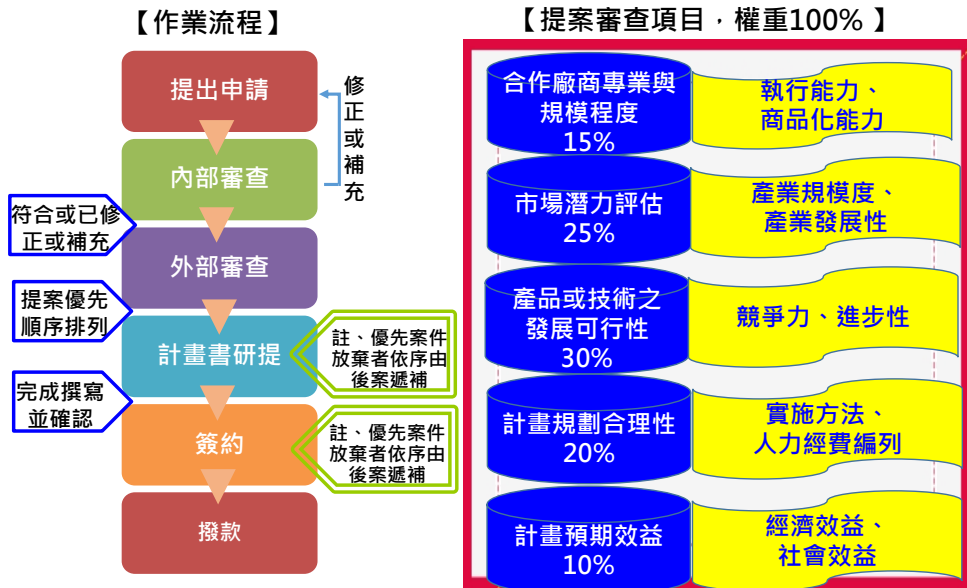 【作業流程】
提出申請
修
正
或
補
充
內部審查
符合或已修
正或補充
外部審查
提案優先
順序排列
計畫書研提
註、優先案件
放棄者依序由
後案遞補
完成撰寫
並確認
簽約
註、優先案件
放棄者依序由
後案遞補
撥款
【提案審查項目，權重100% 】
合作廠商專業與
規模程度
15%
執行能力、
商品化能力
市場潛力評估
25%
產業規模度、
產業發展性
產品或技術之
發展可行性
30%
競爭力、進步性
計畫規劃合理性
20%
實施方法、
人力經費編列
計畫預期效益
10%
經濟效益、
社會效益